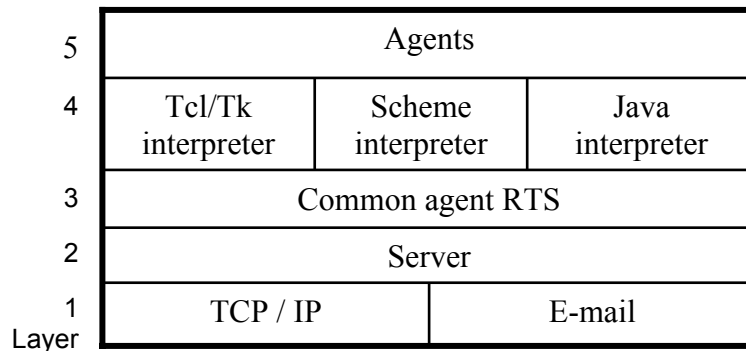 5 Agents
4 Tcl/Tk interpreter Scheme interpreter Java interpreter
3 Common agent RTS
2 Server
1 TCP / IP E-mail
Layer